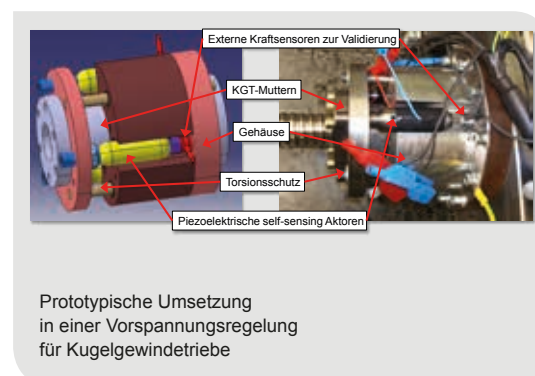 Externe Kraftsensoren zur Validierung
KGT-Muttern
Gehäuse
Torsionsschutz
Piezoelektrische self-sensing Aktoren
Prototypische Umsetzung
in einer Vorspannungsregelung
für Kugelgewindetriebe